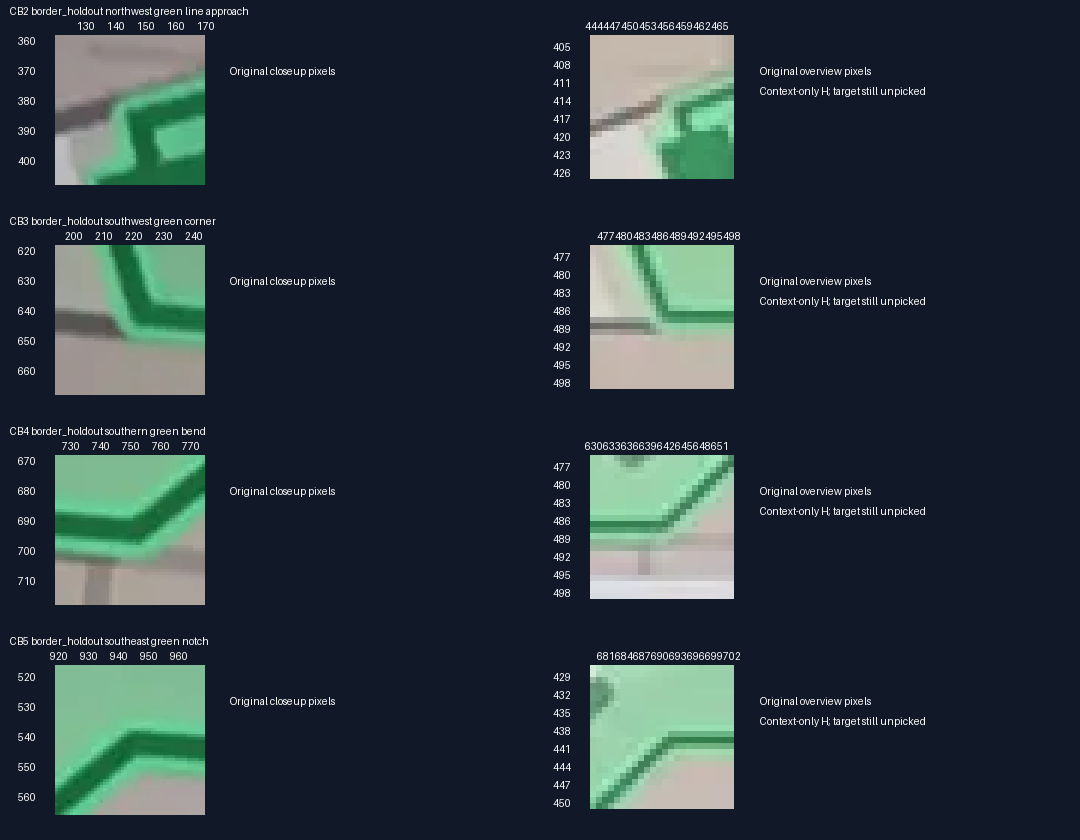 CB2 border_holdout northwest green line approach
130 140 150 160 170
444447450453456459462465
360
370
380
390
400
405
408
411
414
417
420
423
426
Original closeup pixels
Original overview pixels
Context-only H; target still unpicked
CB3 border_holdout southwest green corner
200 210 220 230 240
477480483486489492495498
620
630
640
650
660
477
480
483
486
489
492
495
498
Original closeup pixels
Original overview pixels
Context-only H; target still unpicked
CB4 border_holdout southern green bend
730 740 750 760 770
630633636639642645648651
670
680
690
700
710
477
480
483
486
489
492
495
498
Original closeup pixels
Original overview pixels
Context-only H; target still unpicked
CB5 border_holdout southeast green notch
920 930 940 950 960
681684687690693696699702
520
530
540
550
560
429
432
435
438
441
444
447
450
Original closeup pixels
Original overview pixels
Context-only H; target still unpicked